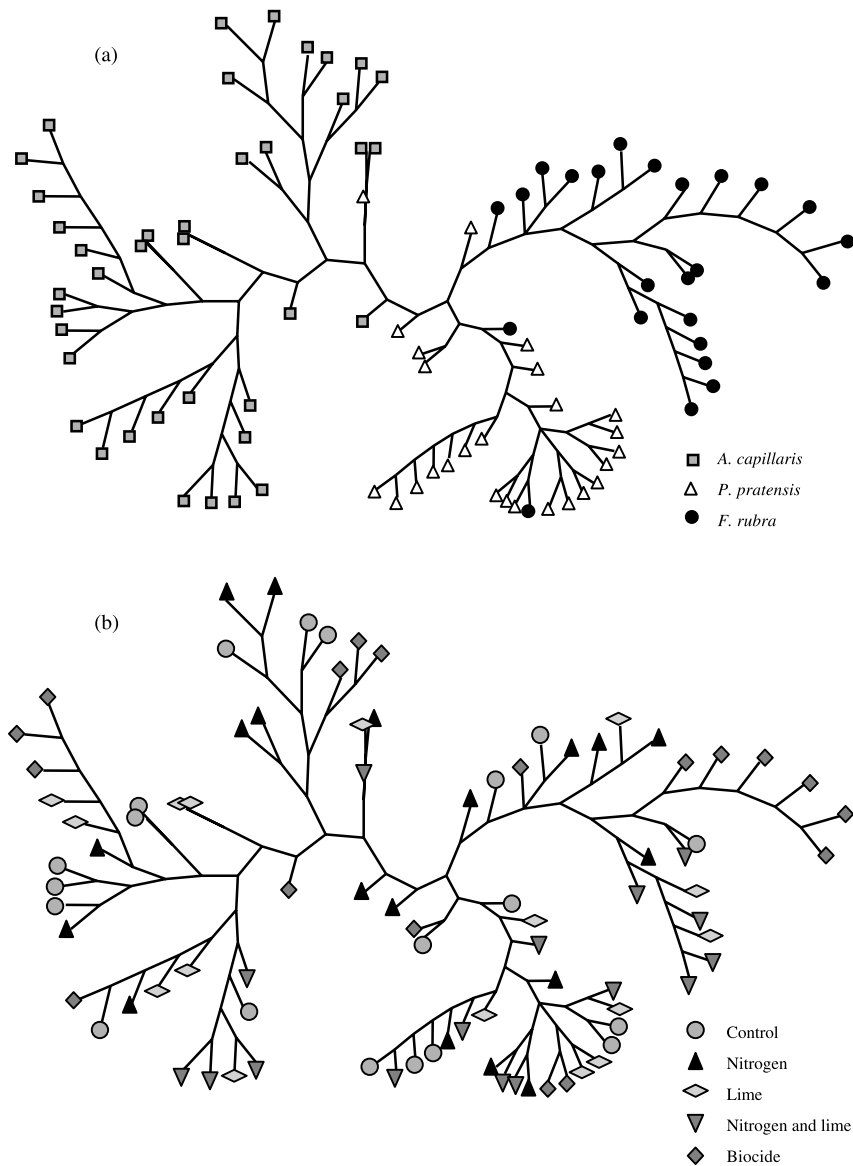 (a)
A. capillaris
P. pratensis
F. rubra
(b)
Control
Nitrogen
Lime
Nitrogen and lime
Biocide